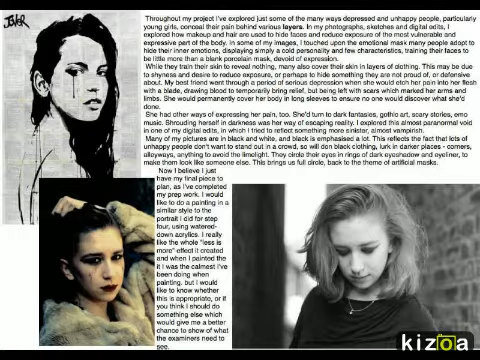 JeVER
Throughout my project I've explored just some of the many ways depressed and unhappy people, particularly
young girls, conceal their pain behind various layers. In my photographs, sketches and digital edits, I
explored how makeup and hair are used to hide faces and reduce exposure of the most vulnerable and
expressive part of the body. In some of my images, I touched upon the emotional mask many people adopt to
hide their inner emotions, displaying simply a cold personality and few characteristics, training their faces to
be little more than a blank porcelain mask, devoid of expression.
While they train their skin to reveal nothing, many also cover their skin in layers of clothing. This may be due
to shyness and desire to reduce exposure, or perhaps to hide something they are not proud of, or defensive
about. My best friend went through a period of serious depression when she would etch her pain into her flesh
with a blade, drawing blood to temporarily bring relief, but being left with scars which marked her arms and
limbs. She would permanently cover her body in long sleeves to ensure no one would discover what she'd
done.
She had other ways of expressing her pain, too. She'd turn to dark fantasies, gothic art, scary stories, emo
music. Shrouding herself in darkness was her way of escaping reality. I explored this almost paranormal void
in one of my digital edits, in which I tried to reflect something more sinister, almost vampirish.
Many of my pictures are in black and white, and black is emphasised a lot. This reflects the fact that lots of
unhappy people don't want to stand out in a crowd, so will don black clothing, lurk in darker places - corners,
alleyways, anything to avoid the limelight. They circle their eyes in rings of dark eyeshadow and eyeliner, to
make them look like someone else. This brings us full circle, back to the theme of artificial masks.
Now I believe I just
have my final piece to
plan, as I've completed
my prep work. I would
like to do a painting in a
similar style to the
portrait I did for step
four, using watered-
down acrylics. I really
like the whole "less is
more" effect it created
and when I painted the
it I was the calmest I've
been doing when
painting. but I would
like to know whether
this is appropriate, or if
you think I should do
something else which
would give me a better
chance to show of what
the examiners need to
see.
kizoa